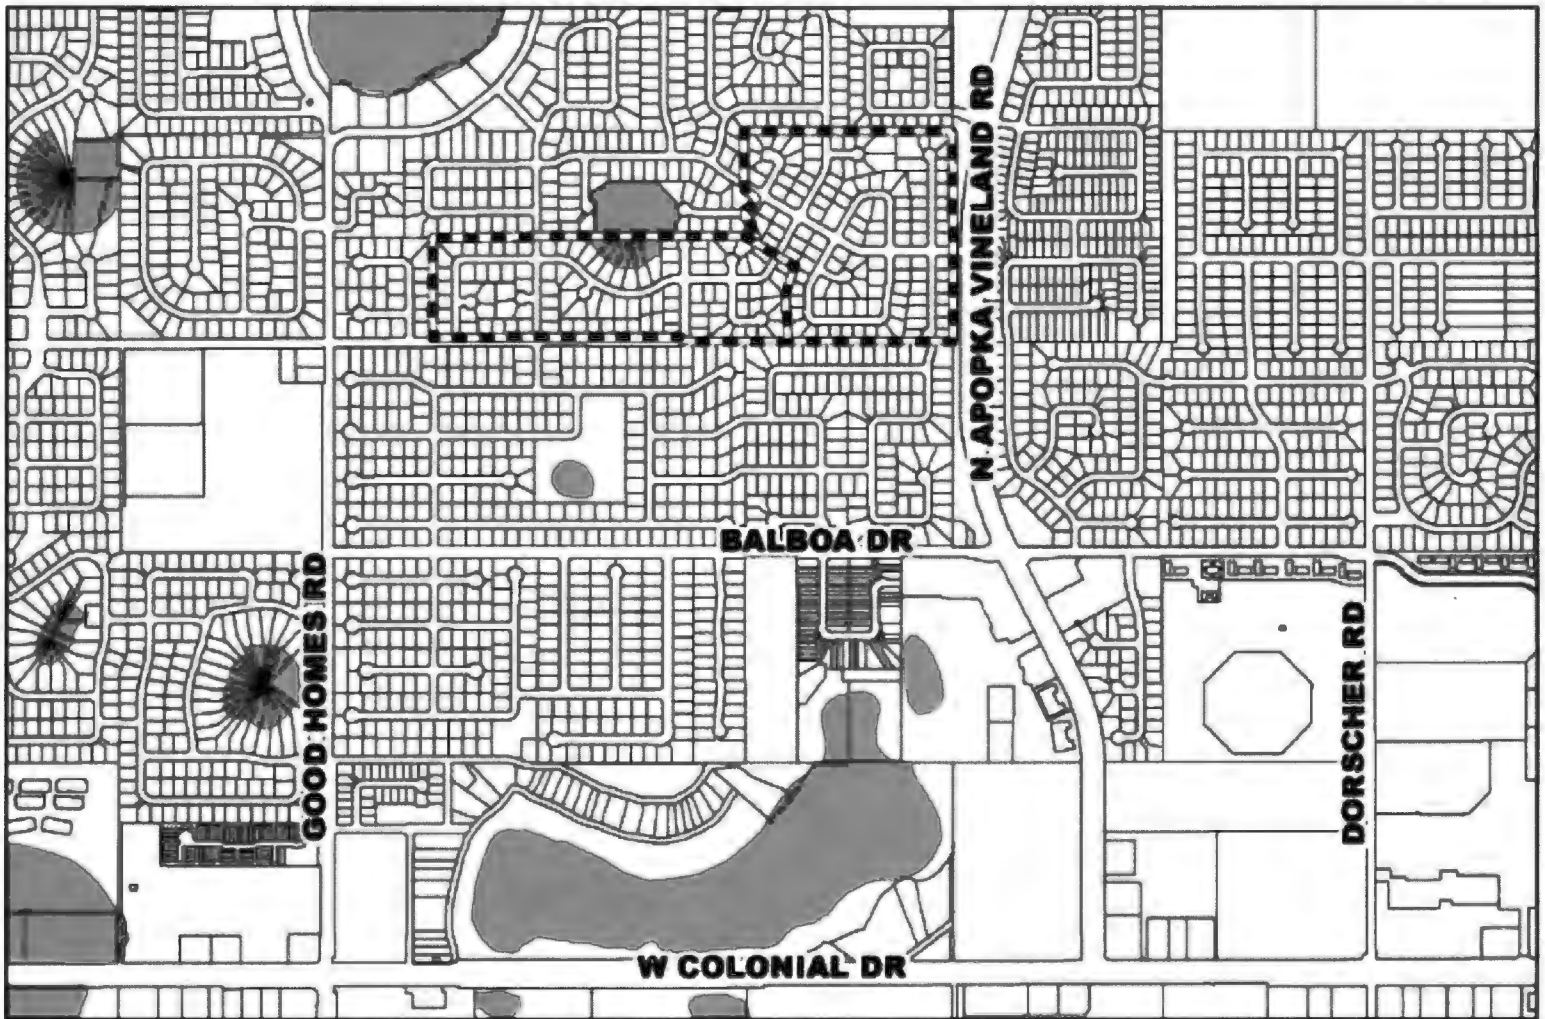 N APOPKA VINELAND RD
BALBOA DR
GOOD HOMES RD
DORSCHER RD
W COLONIAL DR